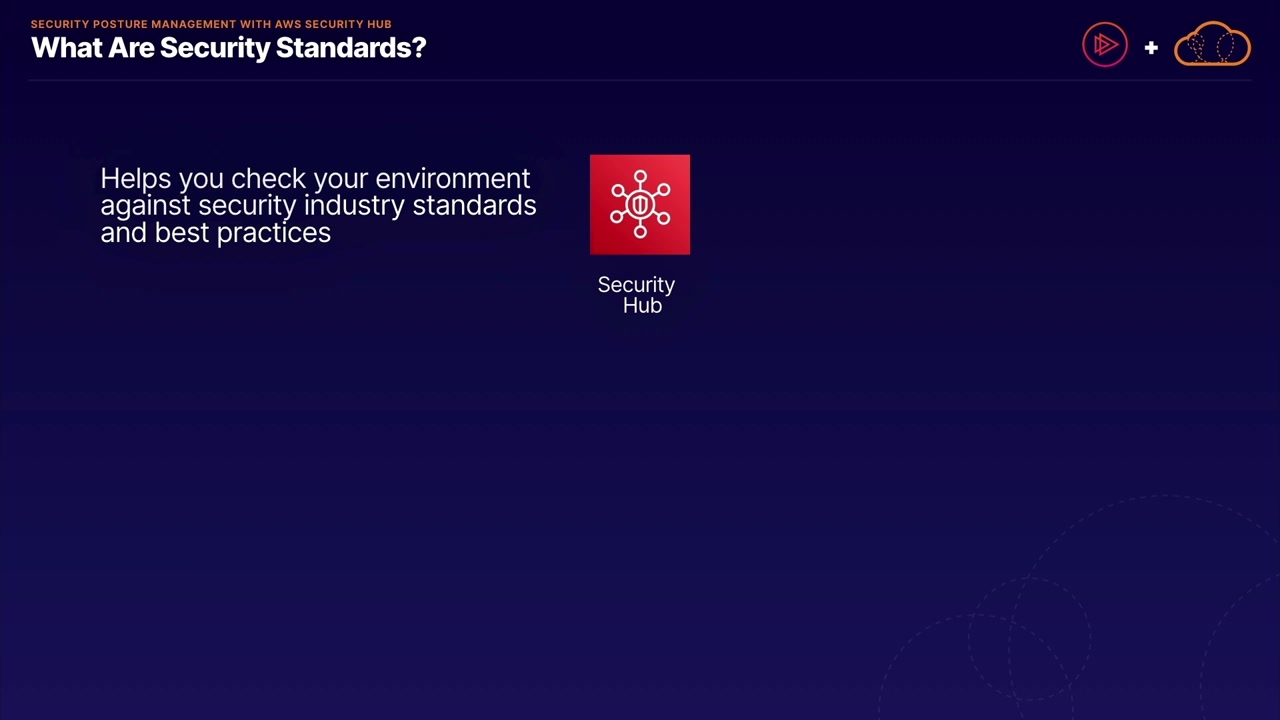 SECURITY POSTURE MANAGEMENT WITH AWS SECURITY HUB
What Are Security Standards?
Helps you check your environment
against security industry standards
and best practices
Security
Hub